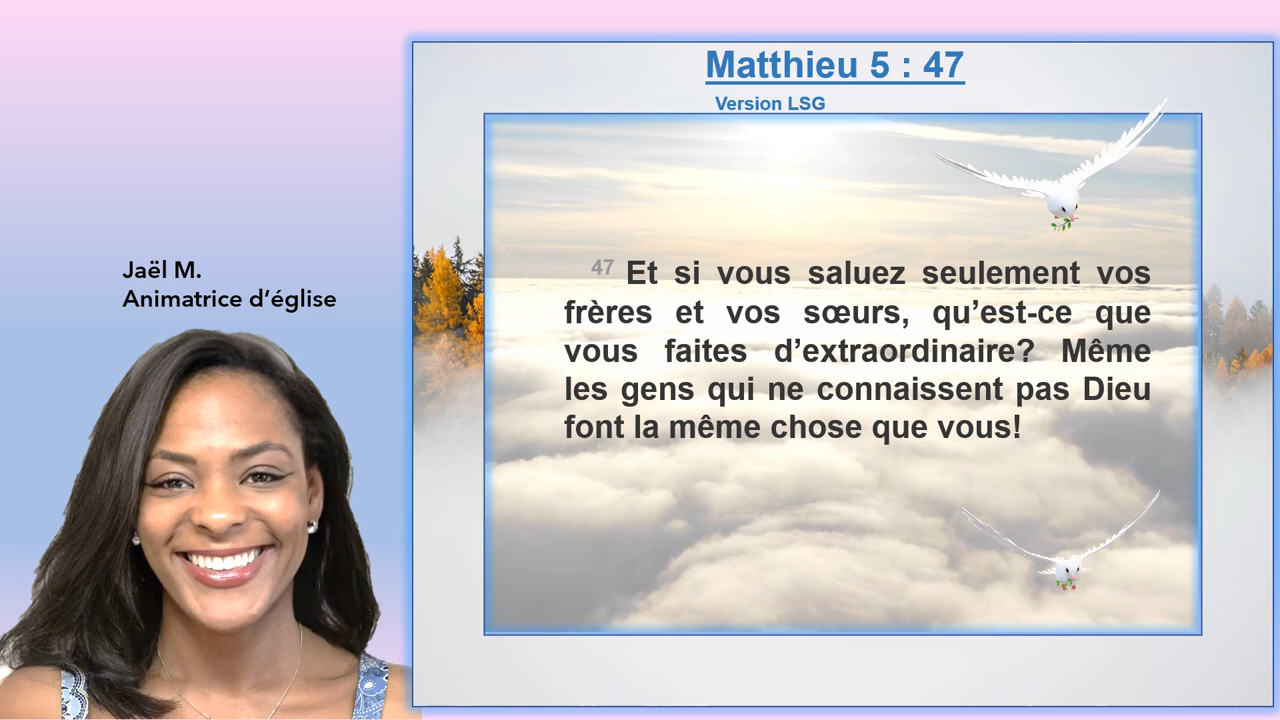 Matthieu 5 : 47
Version LSG
Jaël M.
Animatrice d’église
47 Et si vous saluez seulement vos
frères et vos sœurs, qu’est-ce que
vous faites d’extraordinaire? Même
les gens qui ne connaissent pas Dieu
font la même chose que vous!